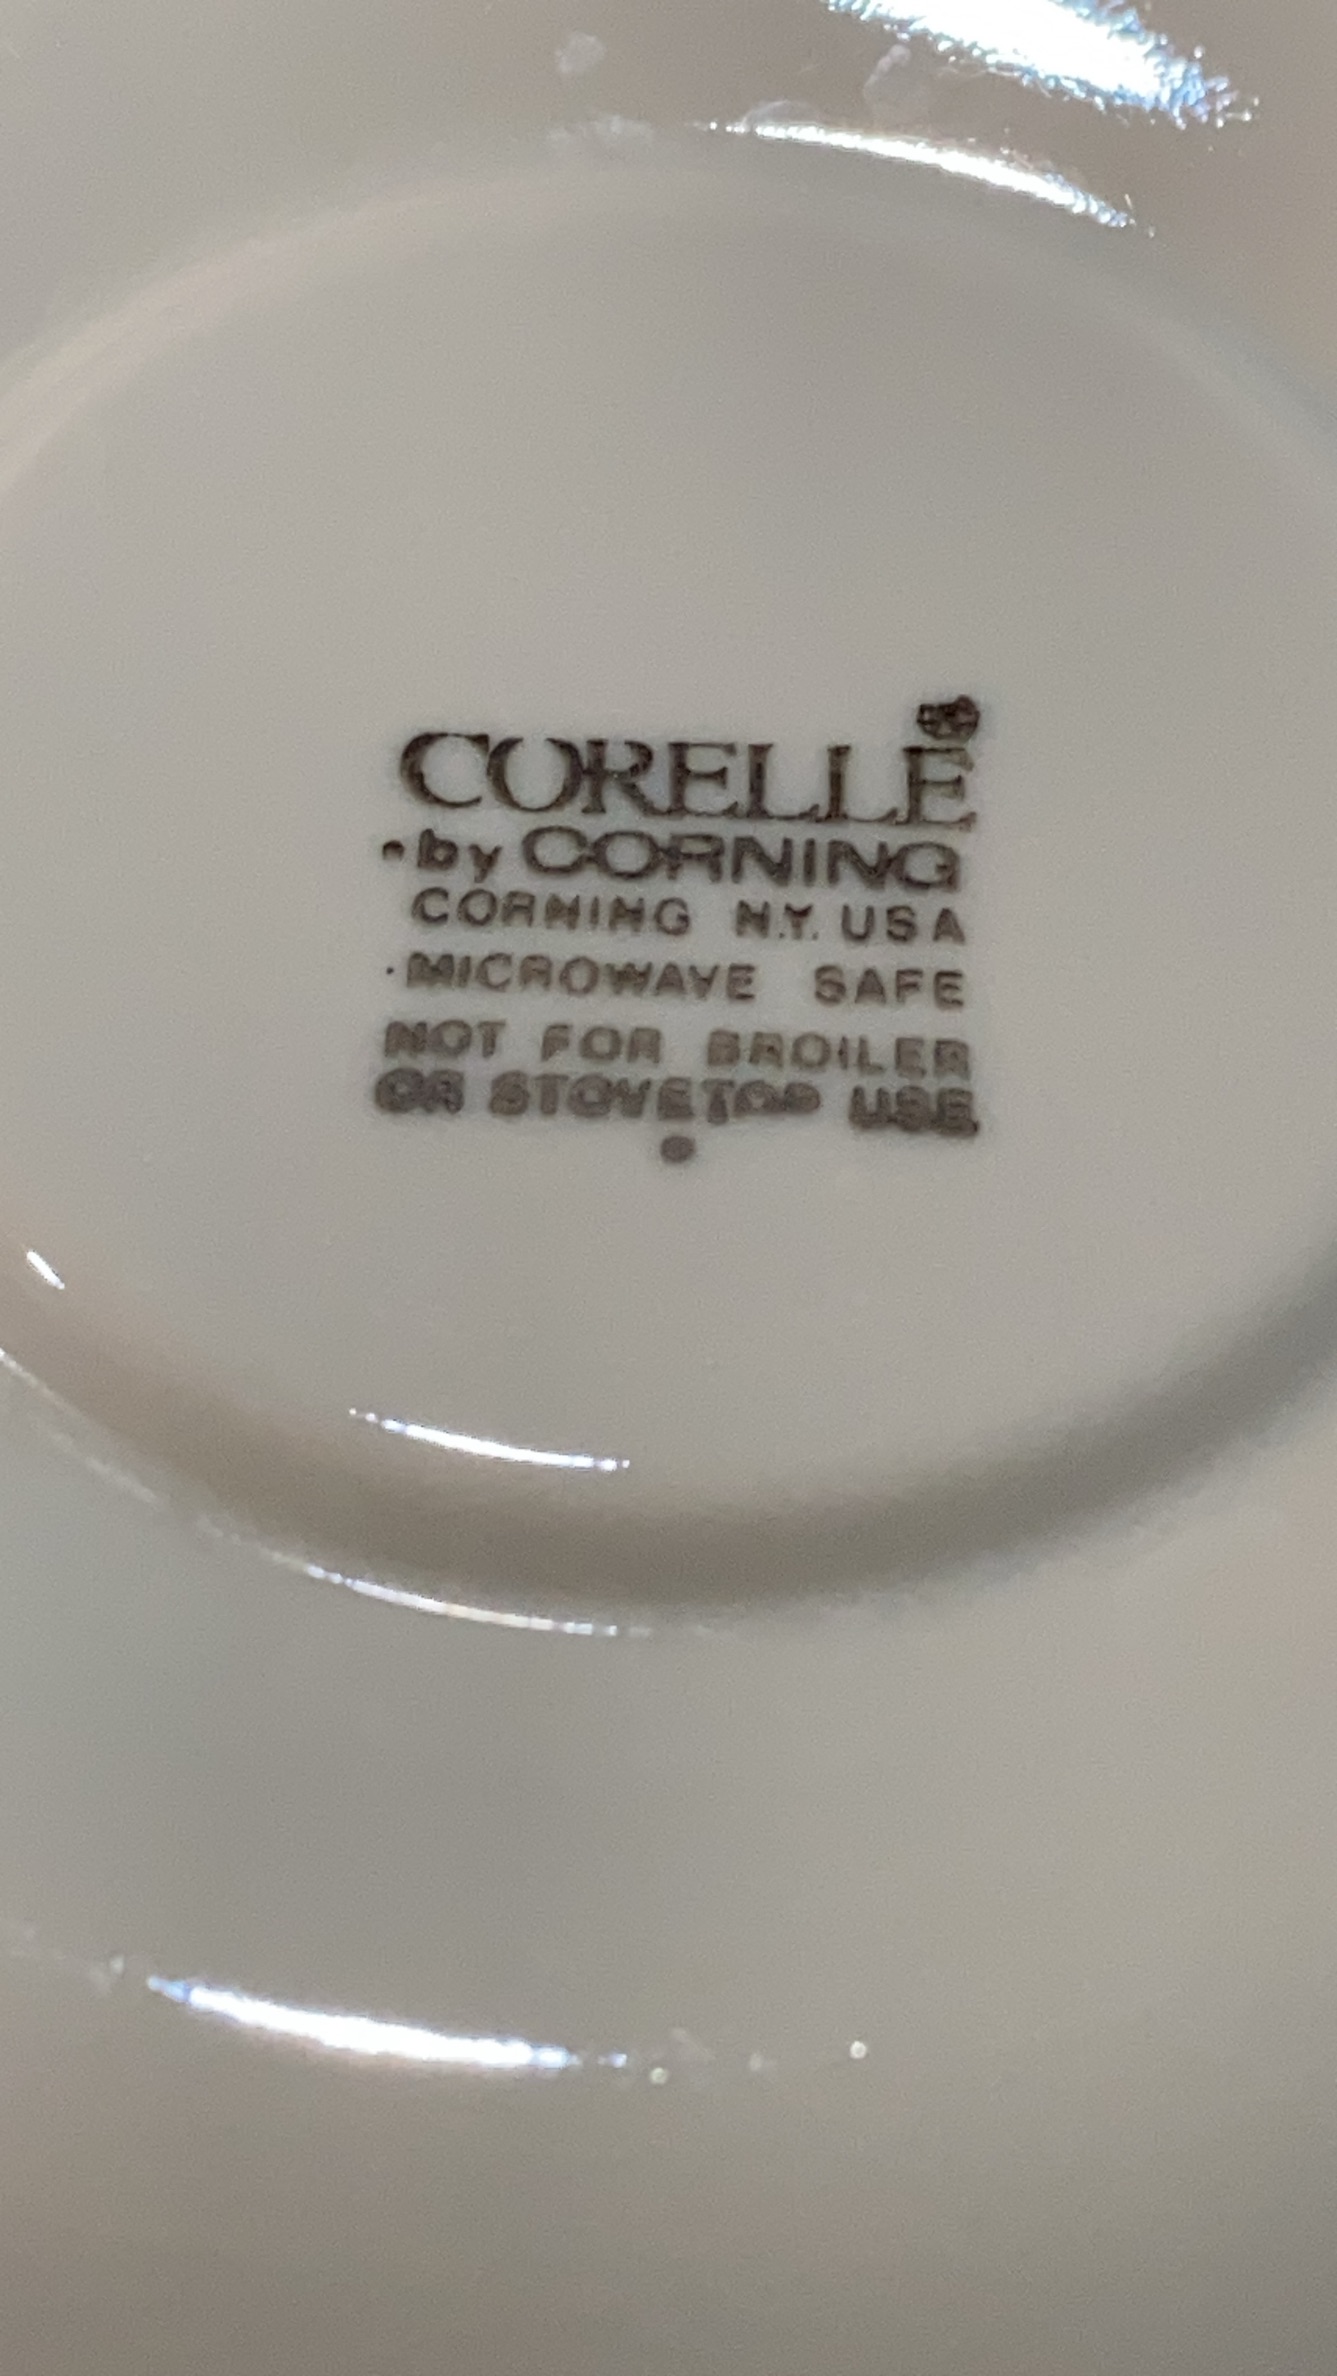 CORELLE®
•by CORNING
CORNING N.Y. USA
·MICROWAVE SAFE
NOT FOR BROILER
OR STOVETOP USE.
•